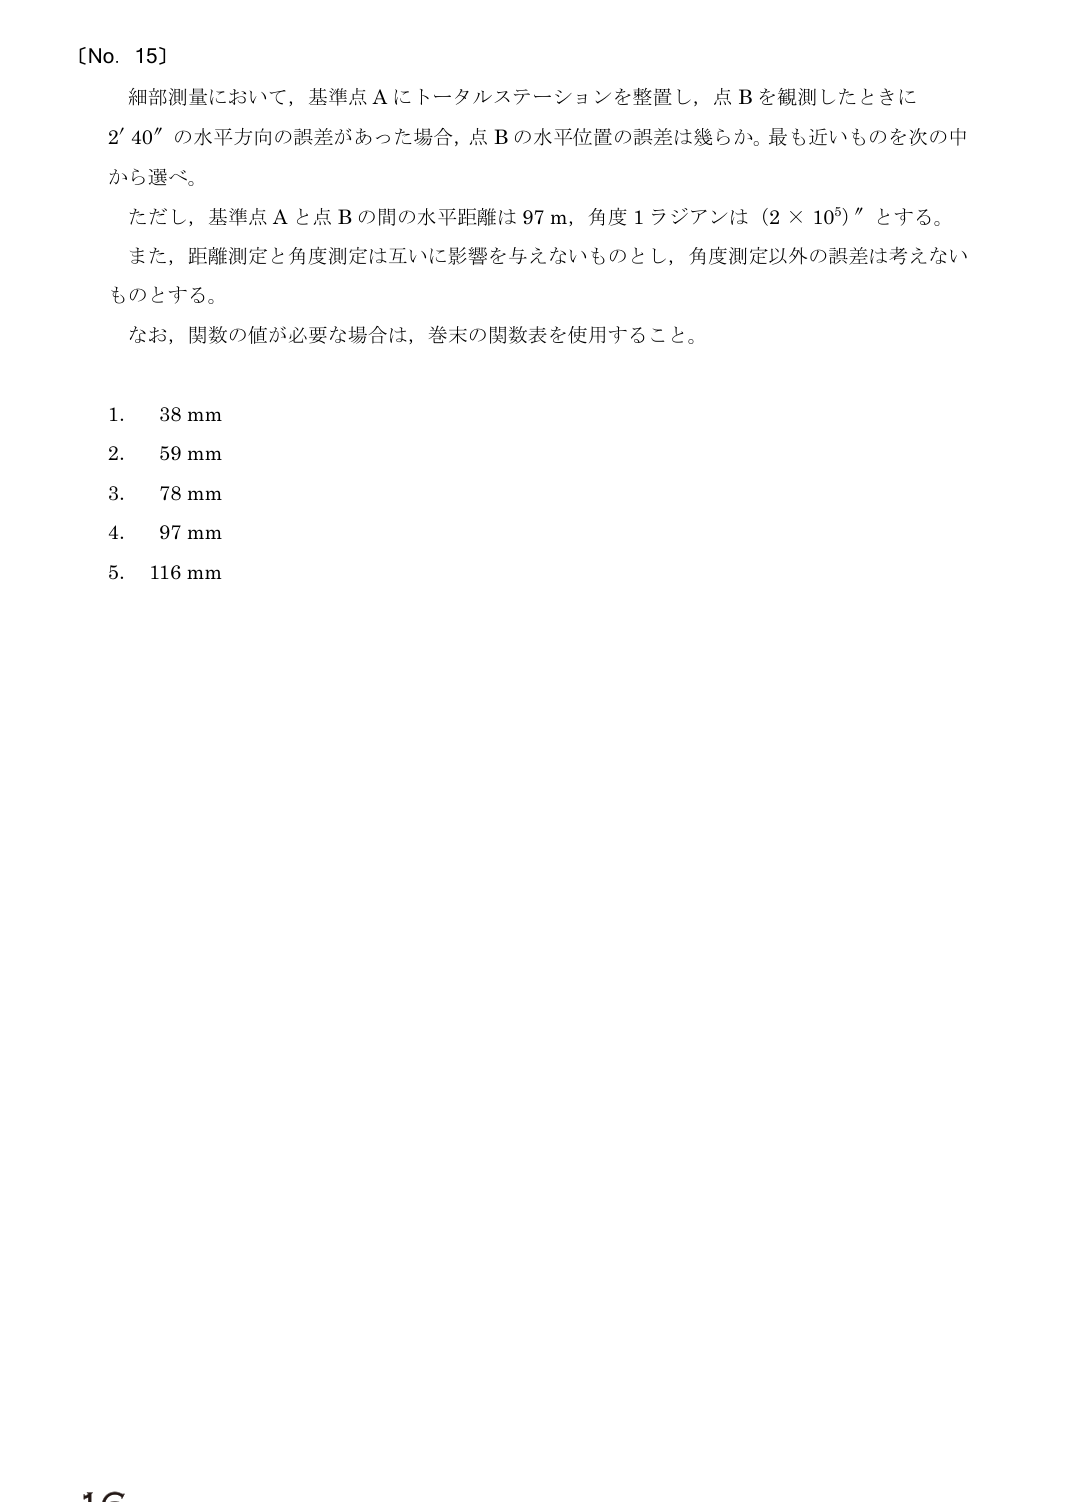 〔No. 15〕
細部測量において，基準点 A にトータルステーションを整置し，点 B を観測したときに
2′ 40″ の水平方向の誤差があった場合，点 B の水平位置の誤差は幾らか。最も近いものを次の中
から選べ。
ただし，基準点 A と点 B の間の水平距離は 97 m，角度 1 ラジアンは（2 × 10⁵）″ とする。
また，距離測定と角度測定は互いに影響を与えないものとし，角度測定以外の誤差は考えない
ものとする。
なお，関数の値が必要な場合は，巻末の関数表を使用すること。
1. 38 mm
2. 59 mm
3. 78 mm
4. 97 mm
5. 116 mm